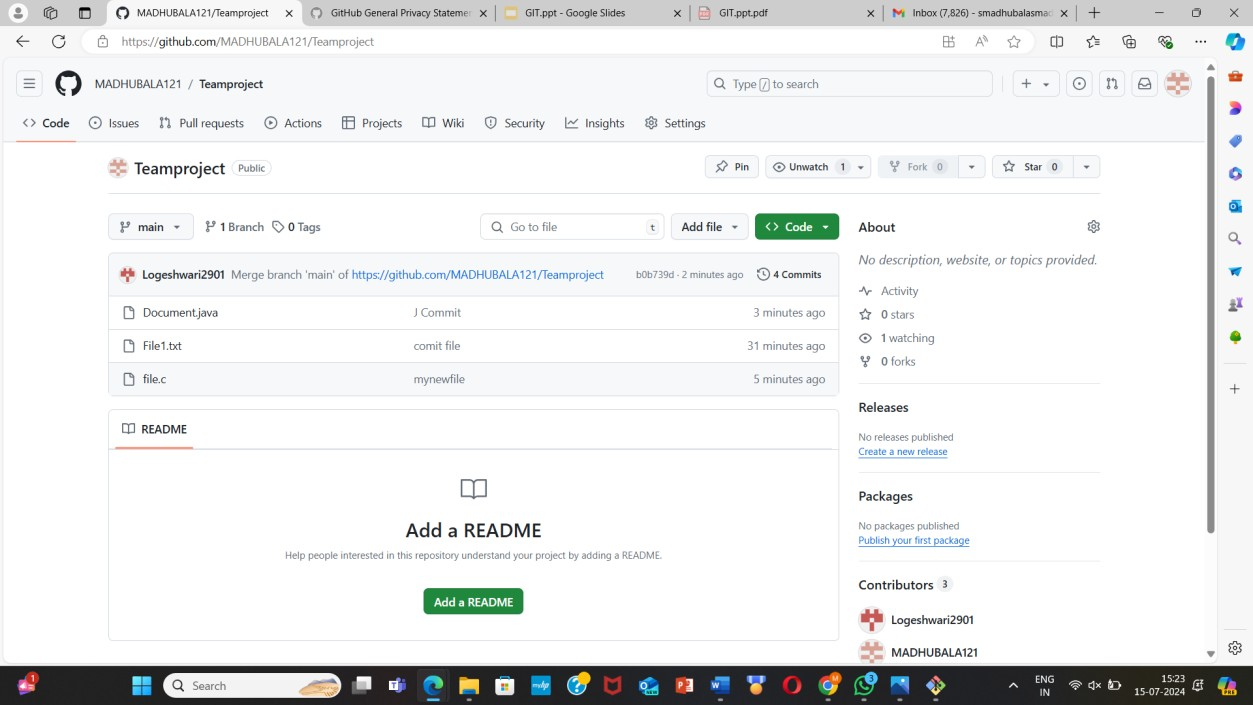 MADHUBALA121/Teamproject
GitHub General Privacy Statemen
GIT.ppt - Google Slides
GIT.ppt.pdf
Inbox (7,826) - smadhubalasmad
https://github.com/MADHUBALA121/Teamproject
MADHUBALA121 / Teamproject
Type / to search
Code Issues Pull requests Actions Projects Wiki Security Insights Settings
Teamproject Public
Pin Unwatch 1 Fork 0 Star 0
main 1 Branch 0 Tags Go to file t Add file Code
Logeshwari2901 Merge branch 'main' of https://github.com/MADHUBALA121/Teamproject b0b739d · 2 minutes ago 4 Commits
Document.java J Commit 3 minutes ago
File1.txt comit file 31 minutes ago
file.c mynewfile 5 minutes ago
README
Add a README
Help people interested in this repository understand your project by adding a README.
Add a README
About
No description, website, or topics provided.
Activity
0 stars
1 watching
0 forks
Releases
No releases published
Create a new release
Packages
No packages published
Publish your first package
Contributors 3
Logeshwari2901
MADHUBALA121
1
Search
3
ENG
IN
15:23
15-07-2024